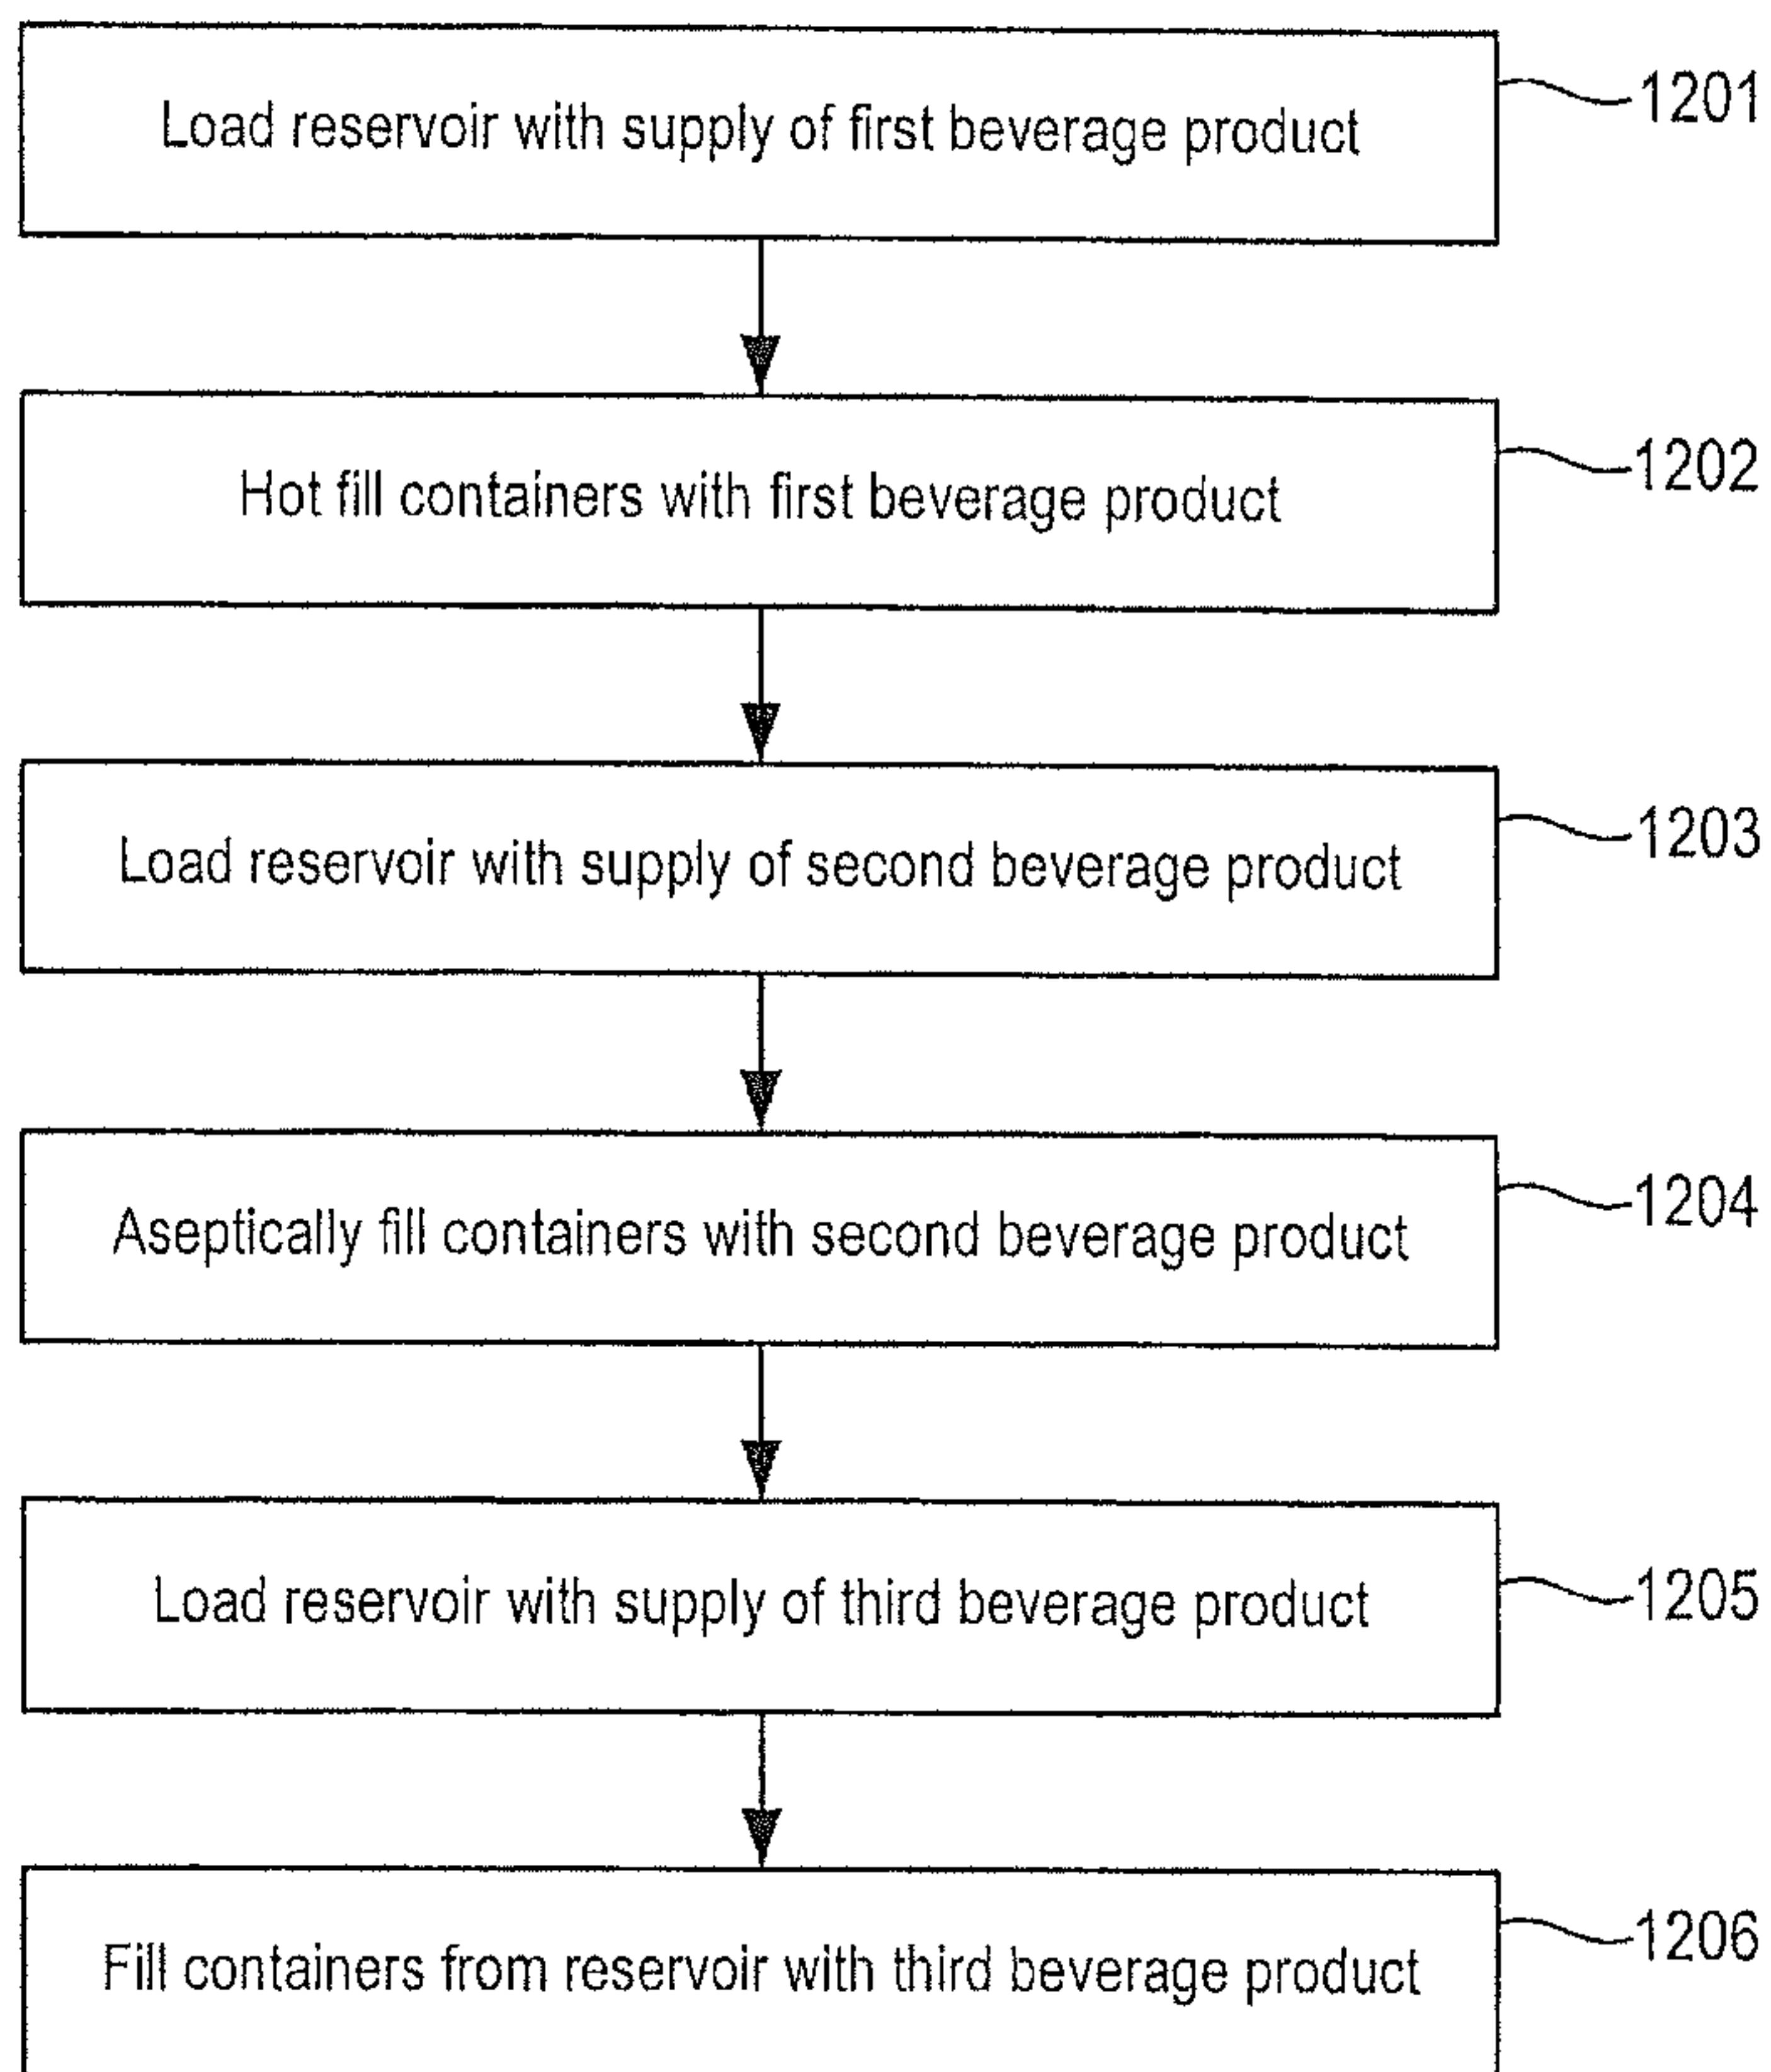 Load reservoir with supply of first beverage product
1201
Hot fill containers with first beverage product
1202
Load reservoir with supply of second beverage product
1203
Aseptically fill containers with second beverage product
1204
Load reservoir with supply of third beverage product
1205
Fill containers from reservoir with third beverage product
1206